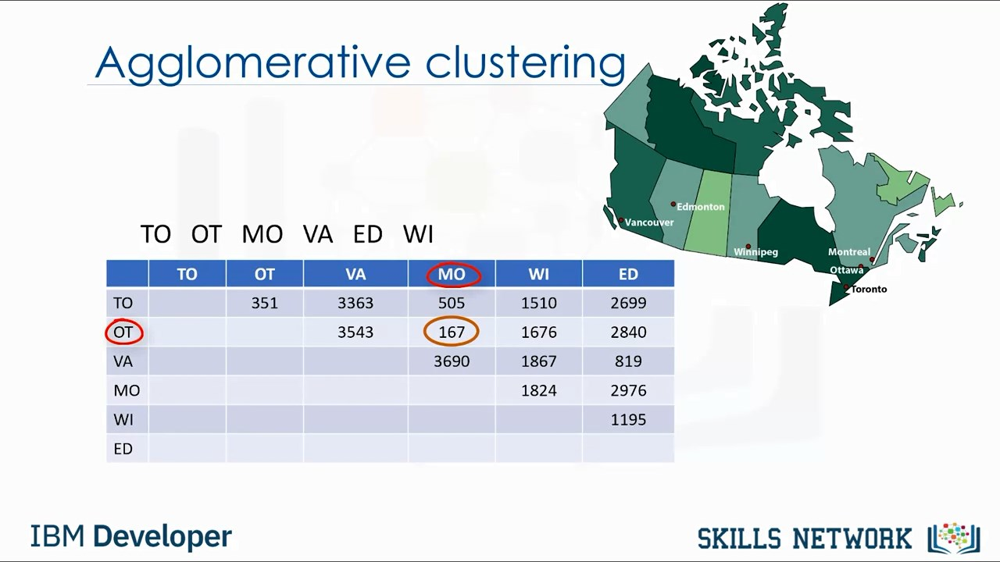 Agglomerative clustering
Edmonton
Vancouver
Winnipeg
Montreal
Ottawa
Toronto
TO OT MO VA ED WI
TO OT VA MO WI ED
TO 351 3363 505 1510 2699
OT 3543 167 1676 2840
VA 3690 1867 819
MO 1824 2976
WI 1195
ED
IBM Developer
SKILLS NETWORK